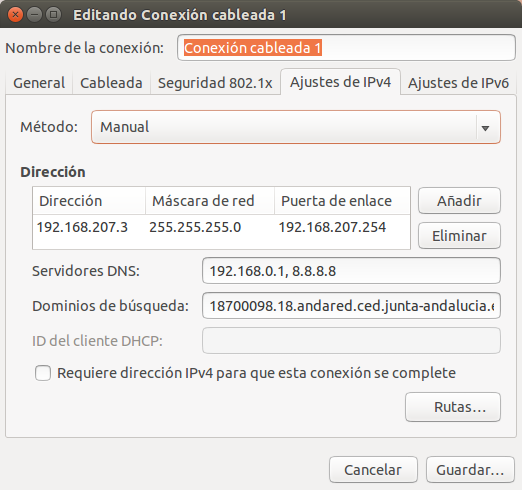 Editando Conexión cableada 1
Nombre de la conexión: Conexión cableada 1
General Cableada Seguridad 802.1x Ajustes de IPv4 Ajustes de IPv6
Método: Manual
Dirección
Dirección Máscara de red Puerta de enlace Añadir
192.168.207.3 255.255.255.0 192.168.207.254
Eliminar
Servidores DNS: 192.168.0.1, 8.8.8.8
Dominios de búsqueda: 18700098.18.andared.ced.junta-andalucia.e
ID del cliente DHCP:
Requiere dirección IPv4 para que esta conexión se complete
Rutas...
Cancelar Guardar...